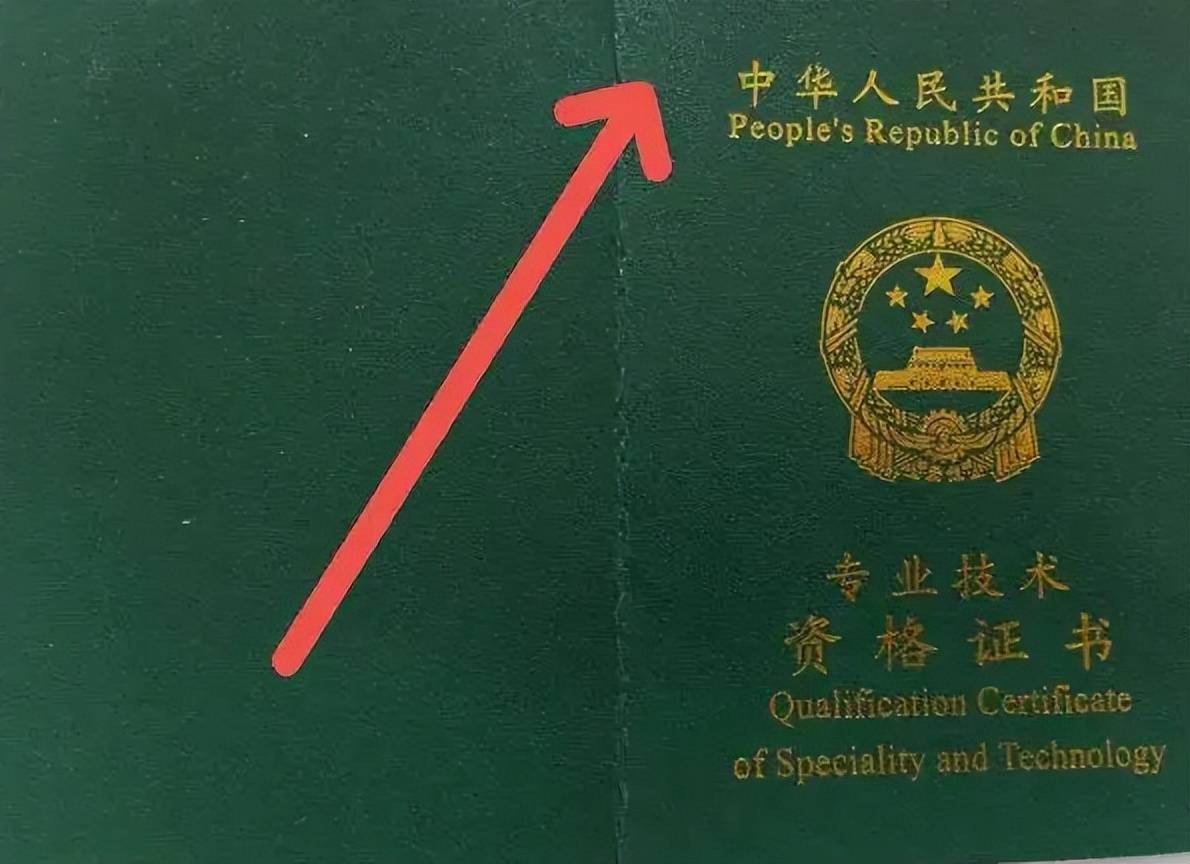 中华人民共和国
People's Republic of China
专业技术
资格证书
Qualification Certificate
of Speciality and Technology